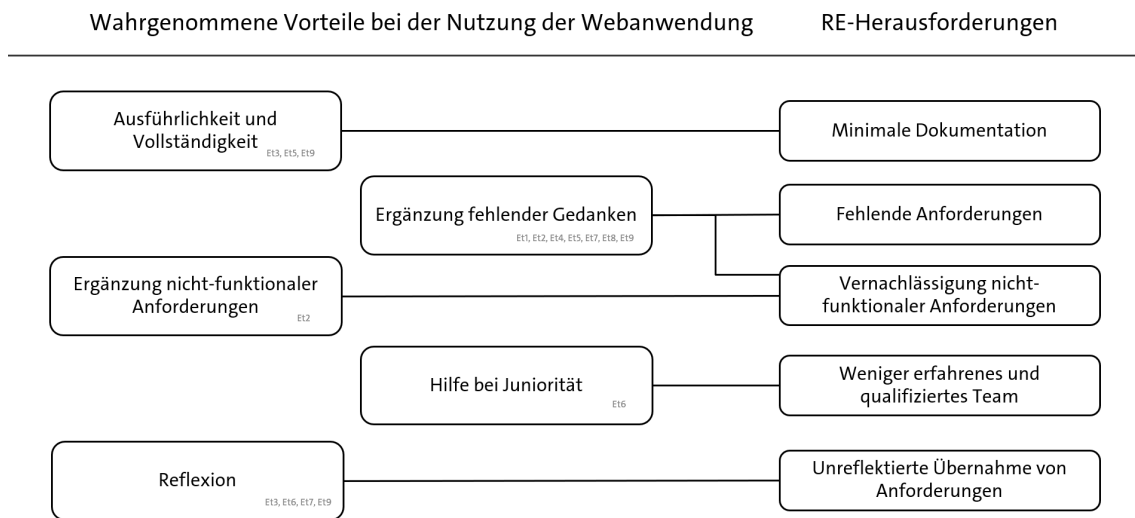 Wahrgenommene Vorteile bei der Nutzung der Webanwendung
RE-Herausforderungen
Ausführlichkeit und
Vollständigkeit
Et3, Et5, Et9
Minimale Dokumentation
Ergänzung fehlender Gedanken
Et1, Et2, Et4, Et5, Et7, Et8, Et9
Fehlende Anforderungen
Ergänzung nicht-funktionaler
Anforderungen
Et2
Vernachlässigung nicht-
funktionaler Anforderungen
Hilfe bei Juniorität
Et6
Weniger erfahrenes und
qualifiziertes Team
Reflexion
Et3, Et6, Et7, Et9
Unreflektierte Übernahme von
Anforderungen